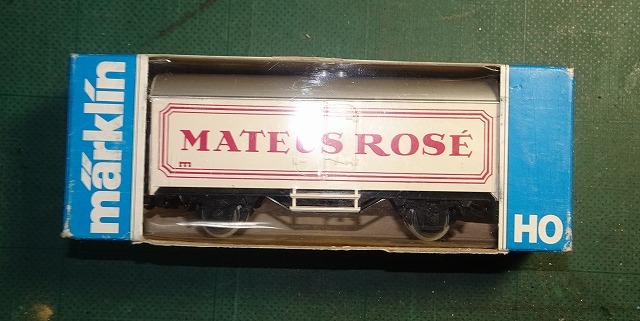 märklin
MATEUS ROSÉ
HO